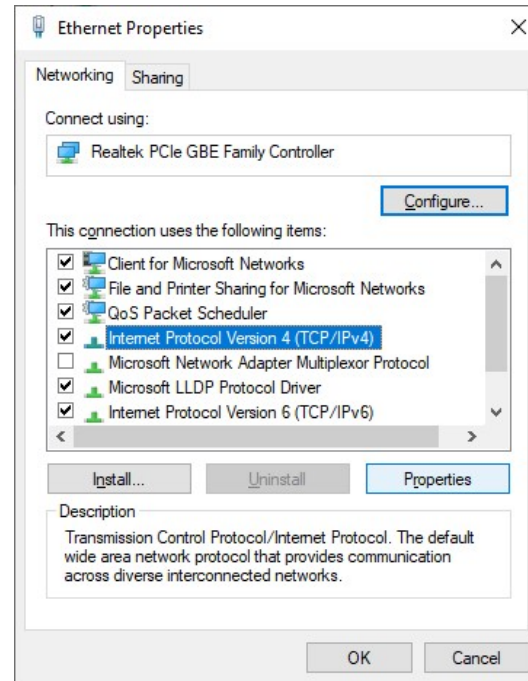 Ethernet Properties
Networking
Sharing
Connect using:
Realtek PCIe GBE Family Controller
Configure...
This connection uses the following items:
Client for Microsoft Networks
File and Printer Sharing for Microsoft Networks
QoS Packet Scheduler
Internet Protocol Version 4 (TCP/IPv4)
Microsoft Network Adapter Multiplexor Protocol
Microsoft LLDP Protocol Driver
Internet Protocol Version 6 (TCP/IPv6)
Install...
Uninstall
Properties
Description
Transmission Control Protocol/Internet Protocol. The default
wide area network protocol that provides communication
across diverse interconnected networks.
OK
Cancel